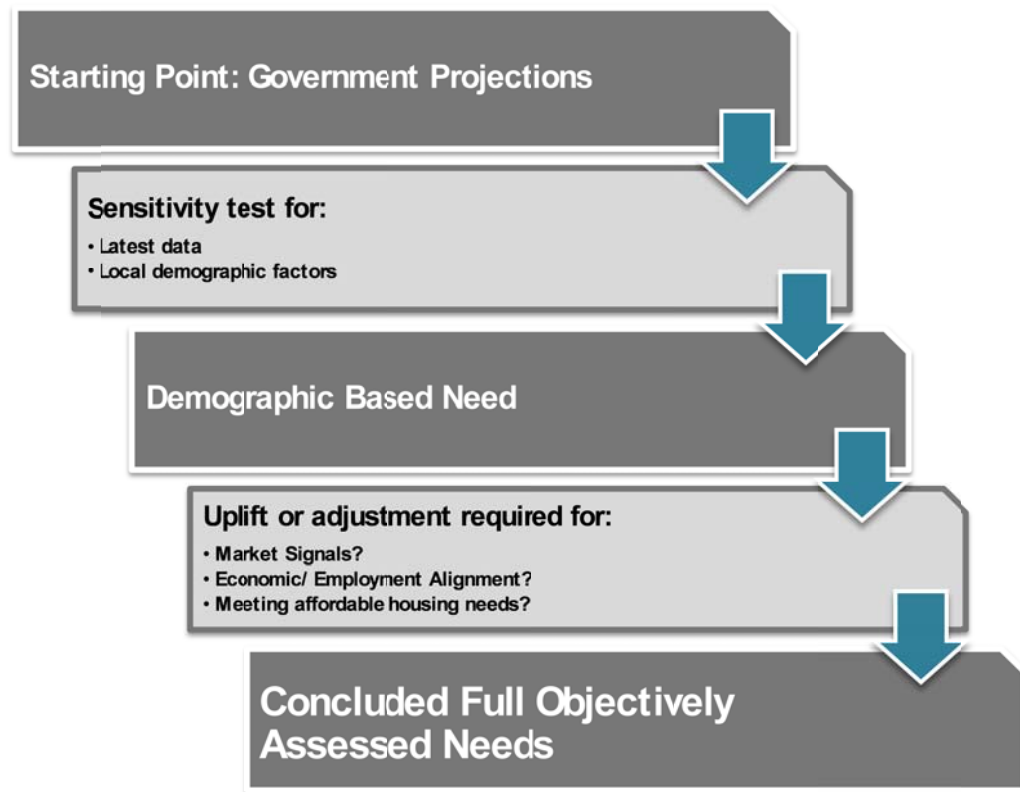 Starting Point: Government Projections
Sensitivity test for:
• Latest data
• Local demographic factors
Demographic Based Need
Uplift or adjustment required for:
• Market Signals?
• Economic/ Employment Alignment?
• Meeting affordable housing needs?
Concluded Full Objectively
Assessed Needs